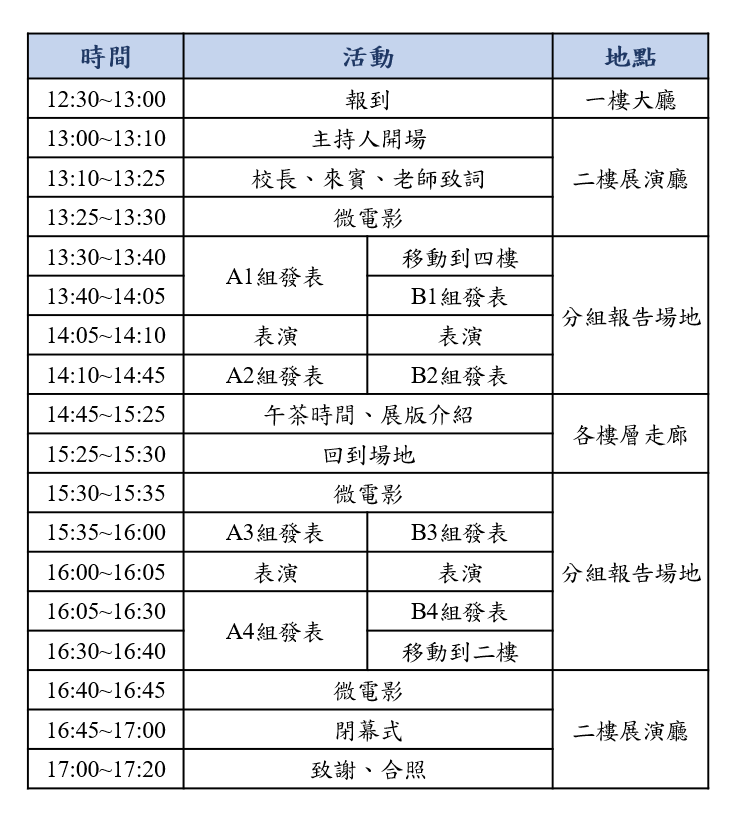 時間 活動 地點
12:30~13:00 報到 一樓大廳
13:00~13:10 主持人開場
13:10~13:25 校長、來賓、老師致詞 二樓展演廳
13:25~13:30 微電影
13:30~13:40 A1組發表 移動到四樓
13:40~14:05 B1組發表 分組報告場地
14:05~14:10 表演 表演
14:10~14:45 A2組發表 B2組發表
14:45~15:25 午茶時間、展版介紹 各樓層走廊
15:25~15:30 回到場地
15:30~15:35 微電影
15:35~16:00 A3組發表 B3組發表
16:00~16:05 表演 表演 分組報告場地
16:05~16:30 A4組發表 B4組發表
16:30~16:40 移動到二樓
16:40~16:45 微電影
16:45~17:00 閉幕式 二樓展演廳
17:00~17:20 致謝、合照